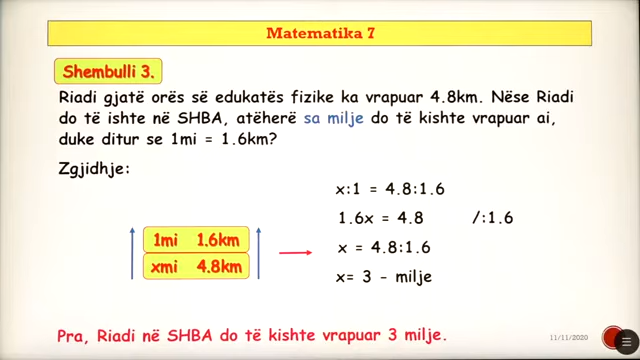 Matematika 7
Shembulli 3.
Riadi gjatë orës së edukatës fizike ka vrapuar 4.8km. Nëse Riadi
do të ishte në SHBA, atëherë sa milje do të kishte vrapuar ai,
duke ditur se 1mi = 1.6km?
Zgjidhje:
x:1 = 4.8:1.6
1.6x = 4.8 /:1.6
1mi 1.6km
x = 4.8:1.6
xmi 4.8km
x= 3 - milje
Pra, Riadi në SHBA do të kishte vrapuar 3 milje.
11/11/2020